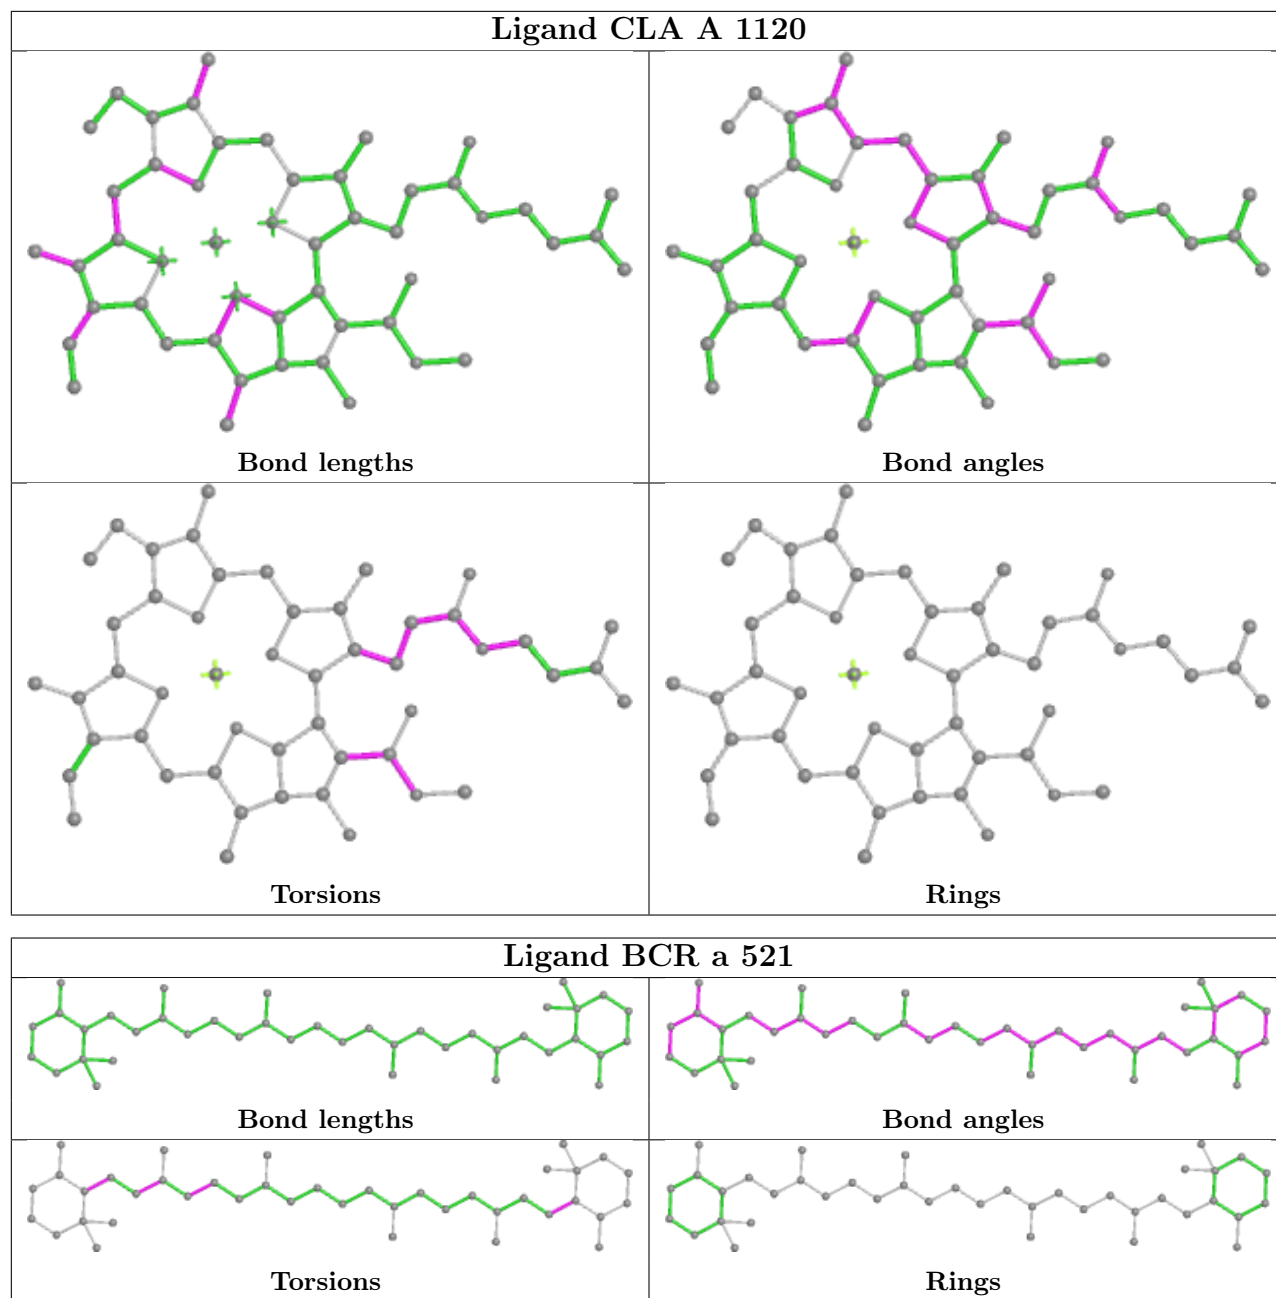 Ligand CLA A 1120
Bond lengths
Bond angles
Torsions
Rings
Ligand BCR a 521
Bond lengths
Bond angles
Torsions
Rings